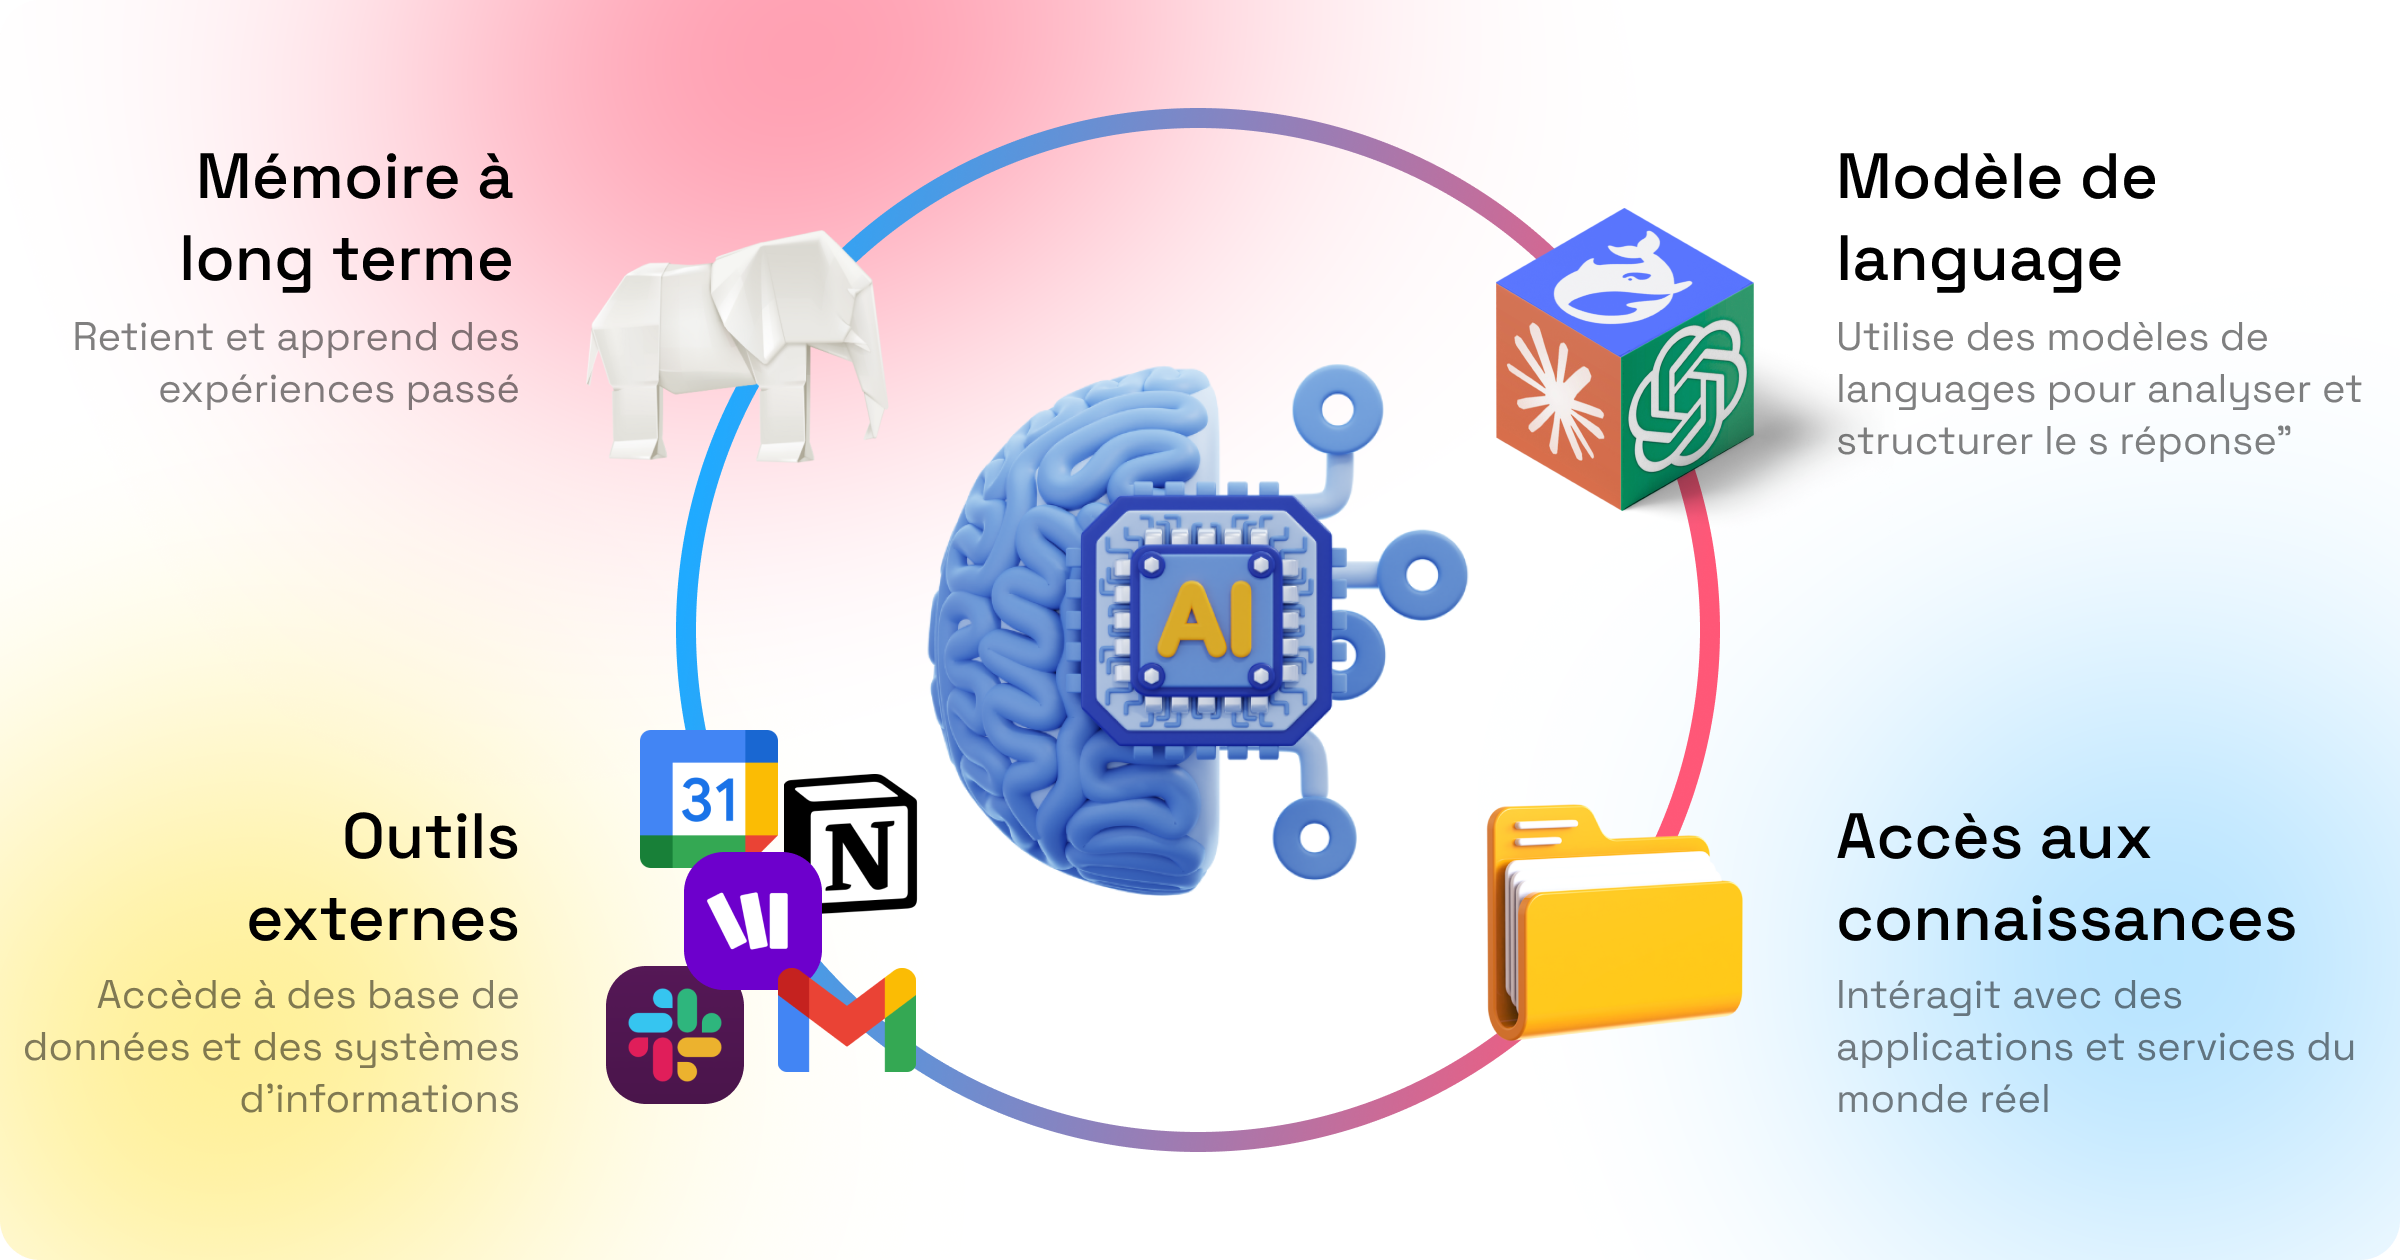 Mémoire à
long terme
Retient et apprend des
expériences passé
Modèle de
language
Utilise des modèles de
languages pour analyser et
structurer le s réponse”
AI
31
N
Outils
externes
Accède à des base de
données et des systèmes
d’informations
Accès aux
connaissances
Intéragit avec des
applications et services du
monde réel